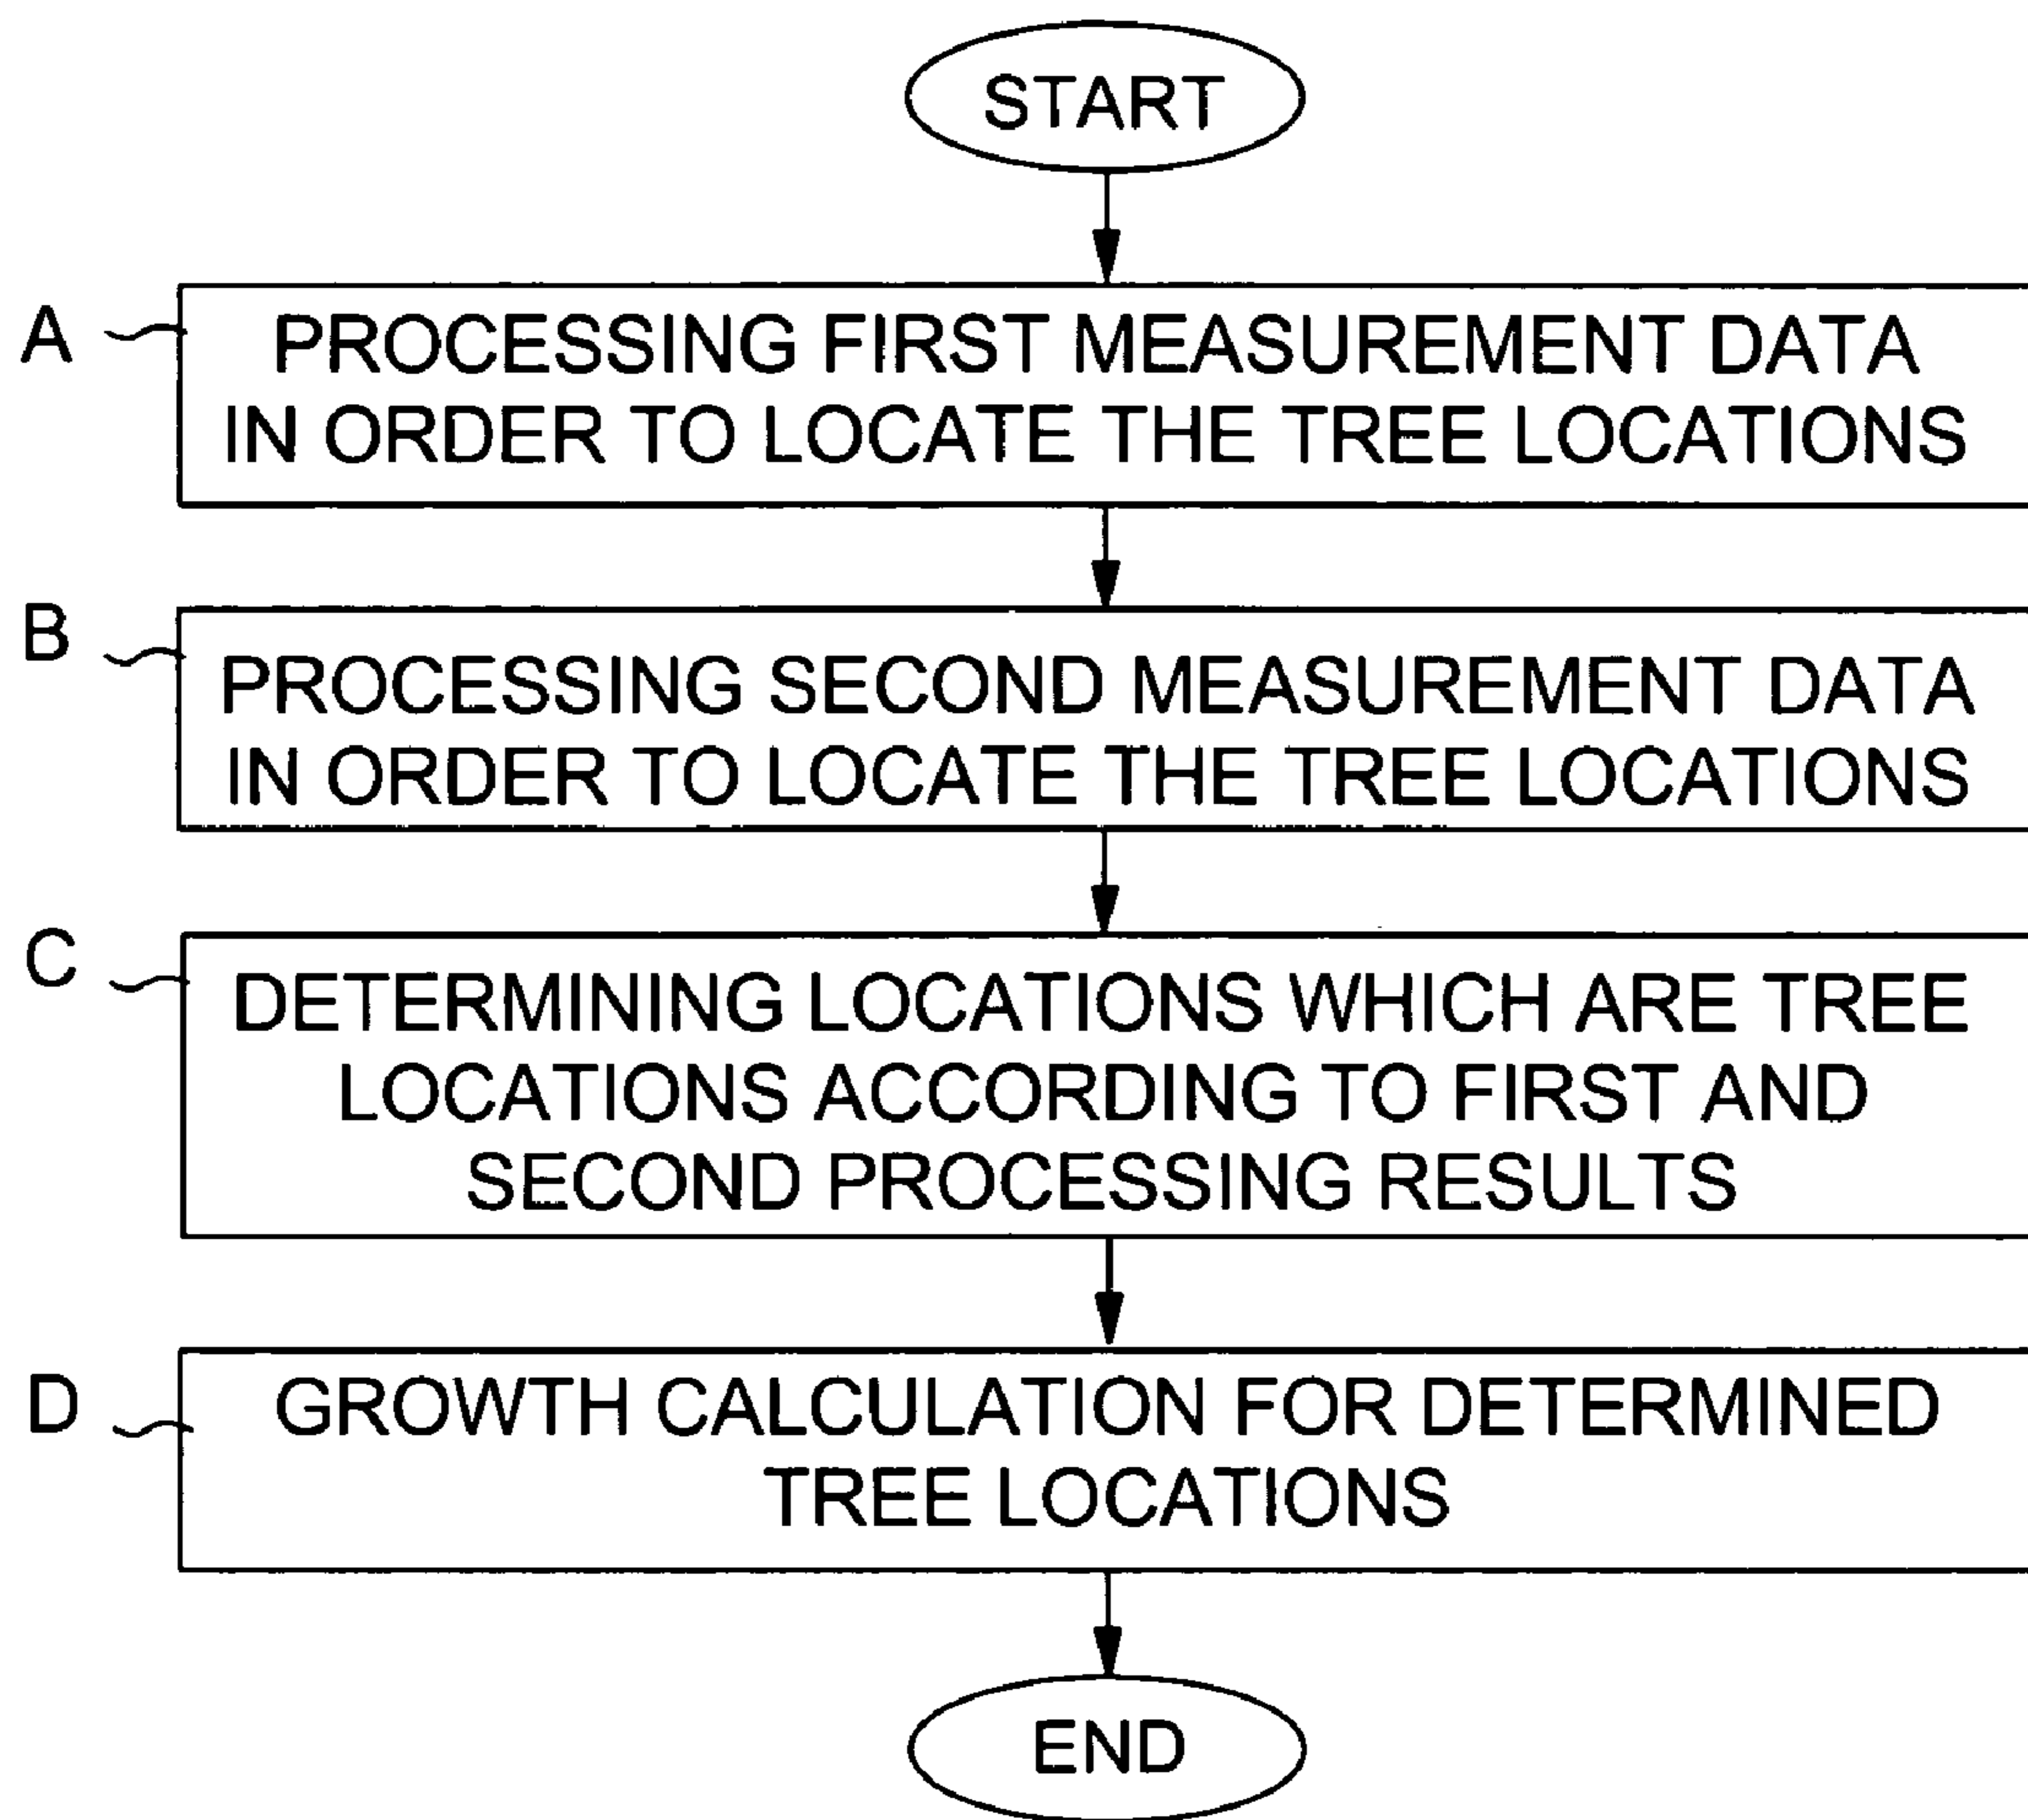 START
A
PROCESSING FIRST MEASUREMENT DATA
IN ORDER TO LOCATE THE TREE LOCATIONS
B
PROCESSING SECOND MEASUREMENT DATA
IN ORDER TO LOCATE THE TREE LOCATIONS
C
DETERMINING LOCATIONS WHICH ARE TREE
LOCATIONS ACCORDING TO FIRST AND
SECOND PROCESSING RESULTS
D
GROWTH CALCULATION FOR DETERMINED
TREE LOCATIONS
END